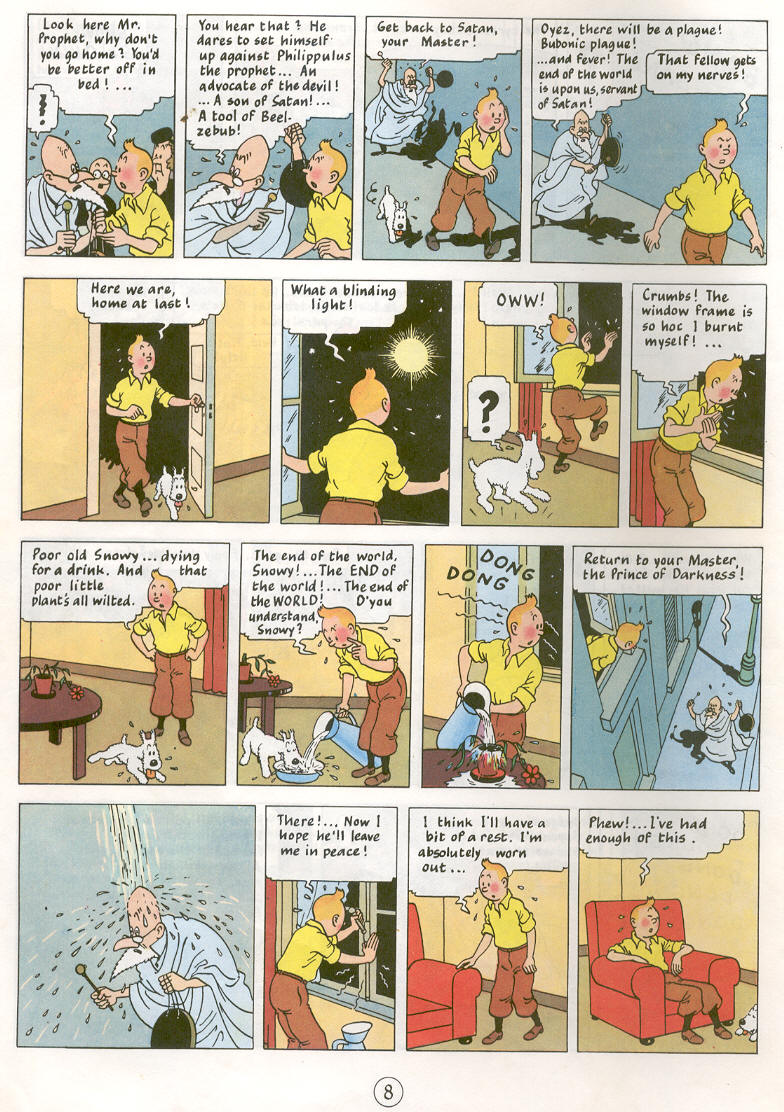 Look here Mr.
Prophet, why don't
you go home? You'd
be better off in
bed! ...
?
You hear that? He
dares to set himself
up against Philippulus
the prophet... An
advocate of the devil!
... A son of Satan!...
A tool of Beel-
zebub!
Get back to Satan,
your Master!
Oyez, there will be a plague!
Bubonic plague!
...and fever! The
end of the world
is upon us, servant
of Satan!
That fellow gets
on my nerves!
Here we are,
home at last!
What a blinding
light!
OWW!
?
Crumbs! The
window frame is
so hoc I burnt
myself! ...
Poor old Snowy... dying
for a drink. And that
poor little
plant's all wilted.
The end of the world,
Snowy!...The END of
the world!...The end of
the WORLD! D'you
understand,
Snowy?
DONG
DONG
Return to your Master,
the Prince of Darkness!
There!... Now I
hope he'll leave
me in peace!
I think I'll have a
bit of a rest. I'm
absolutely worn
out...
Phew!...I've had
enough of this.
8